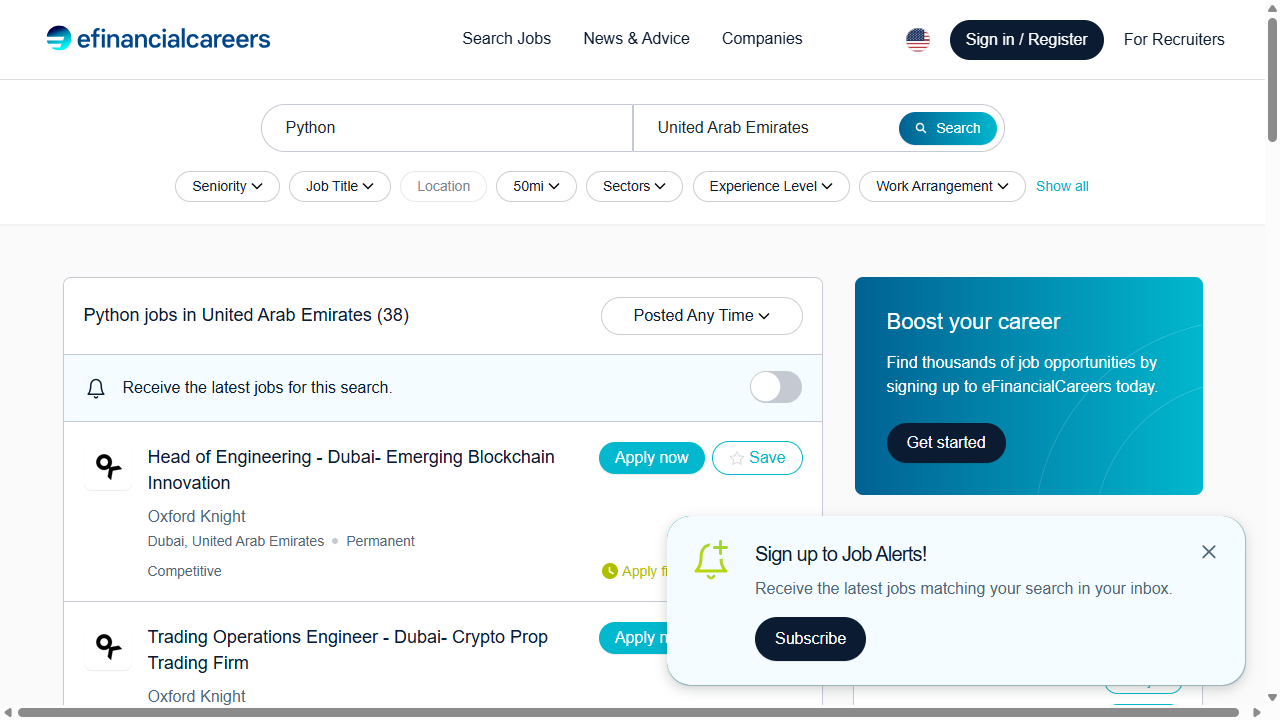 efinancialcareers
Search Jobs
News & Advice
Companies
Sign in / Register
For Recruiters
Python
United Arab Emirates
Search
Seniority
Job Title
Location
50mi
Sectors
Experience Level
Work Arrangement
Show all
Python jobs in United Arab Emirates (38)
Posted Any Time
Receive the latest jobs for this search.
Head of Engineering - Dubai- Emerging Blockchain
Innovation
Apply now
Save
Oxford Knight
Dubai, United Arab Emirates
Permanent
Competitive
Apply
Trading Operations Engineer - Dubai- Crypto Prop
Trading Firm
Apply
Oxford Knight
Boost your career
Find thousands of job opportunities by
signing up to eFinancialCareers today.
Get started
Sign up to Job Alerts!
Receive the latest jobs matching your search in your inbox.
Subscribe